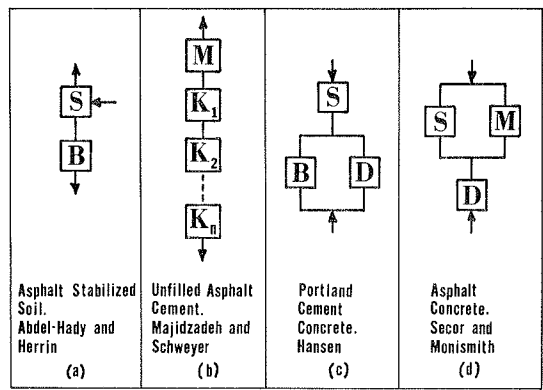 S
B
Asphalt Stabilized
Soil.
Abdel-Hady and
Herrin
(a)
M
K1
K2
Kn
Unfilled Asphalt
Cement.
Majidzadeh and
Schweyer
(b)
S
B D
Portland
Cement
Concrete.
Hansen
(c)
S M
D
Asphalt
Concrete.
Secor and
Monismith
(d)